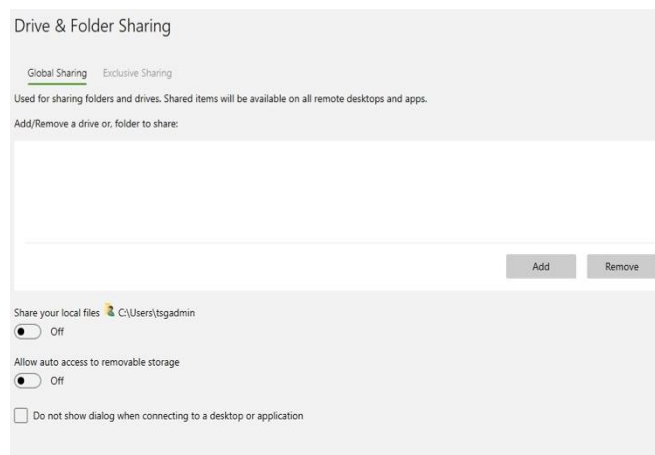 Drive & Folder Sharing
Global Sharing Exclusive Sharing
Used for sharing folders and drives. Shared items will be available on all remote desktops and apps.
Add/Remove a drive or, folder to share:
Add Remove
Share your local files C:\Users\tsgadmin
Off
Allow auto access to removable storage
Off
Do not show dialog when connecting to a desktop or application